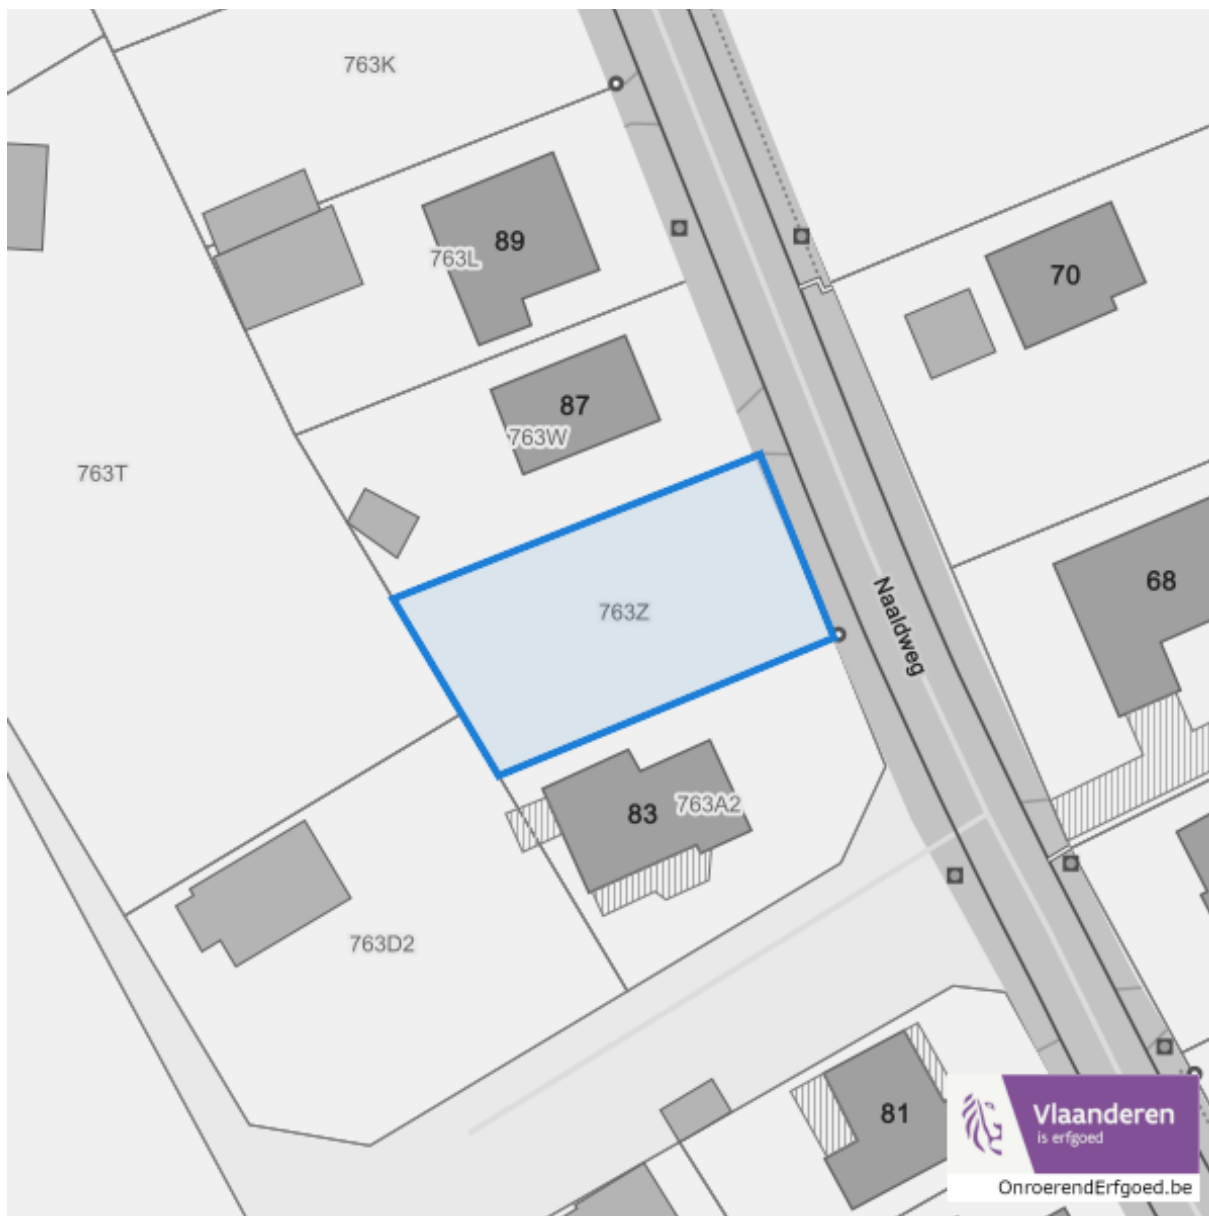 763K
89
763L
70
87
763W
763T
68
763Z
Naaldweg
83
763A2
763D2
81
Vlaanderen
is erfgoed
OnroerendErfgoed.be